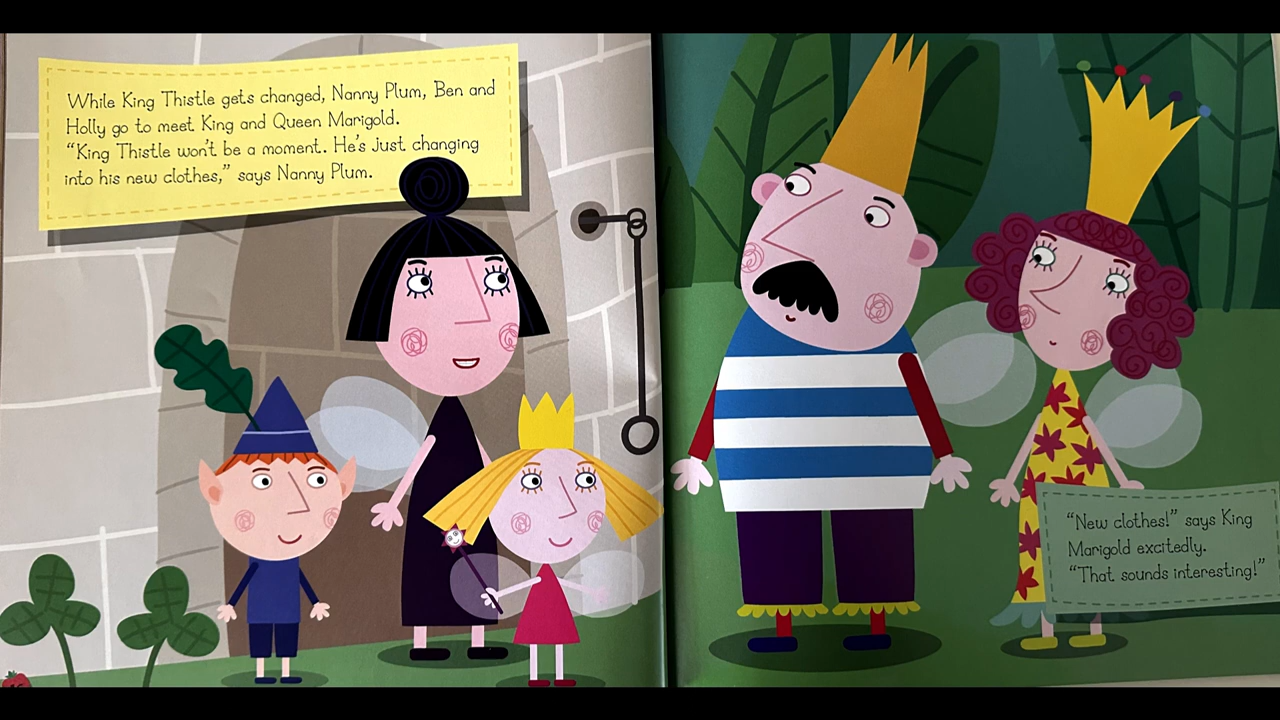 While King Thistle gets changed, Nanny Plum, Ben and
Holly go to meet King and Queen Marigold.
“King Thistle won't be a moment. He's just changing
into his new clothes,” says Nanny Plum.
“New clothes!” says King
Marigold excitedly.
“That sounds interesting!”